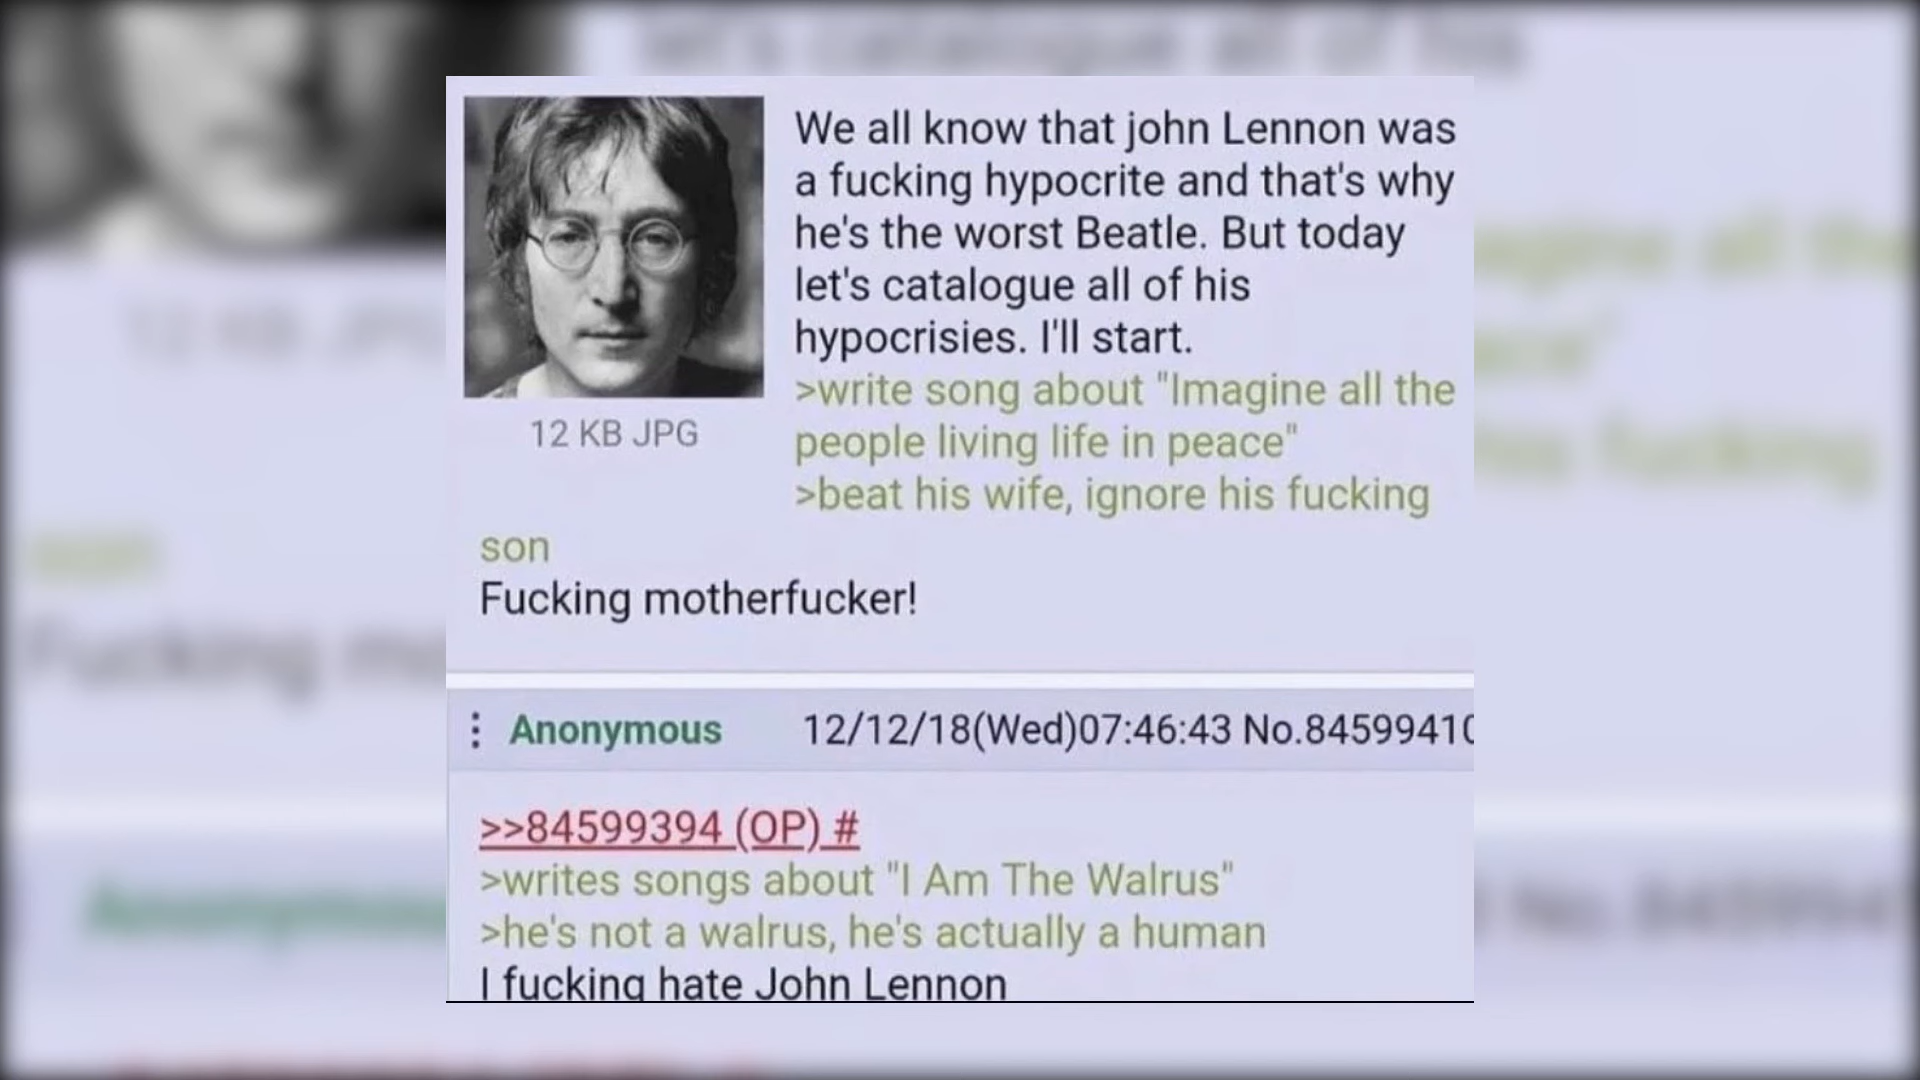 We all know that john Lennon was
a fucking hypocrite and that's why
he's the worst Beatle. But today
let's catalogue all of his
hypocrisies. I'll start.
>write song about "Imagine all the
people living life in peace"
>beat his wife, ignore his fucking
son
Fucking motherfucker!
12 KB JPG
Anonymous 12/12/18(Wed)07:46:43 No.84599410
>>84599394 (OP) #
>writes songs about "I Am The Walrus"
>he's not a walrus, he's actually a human
I fucking hate John Lennon